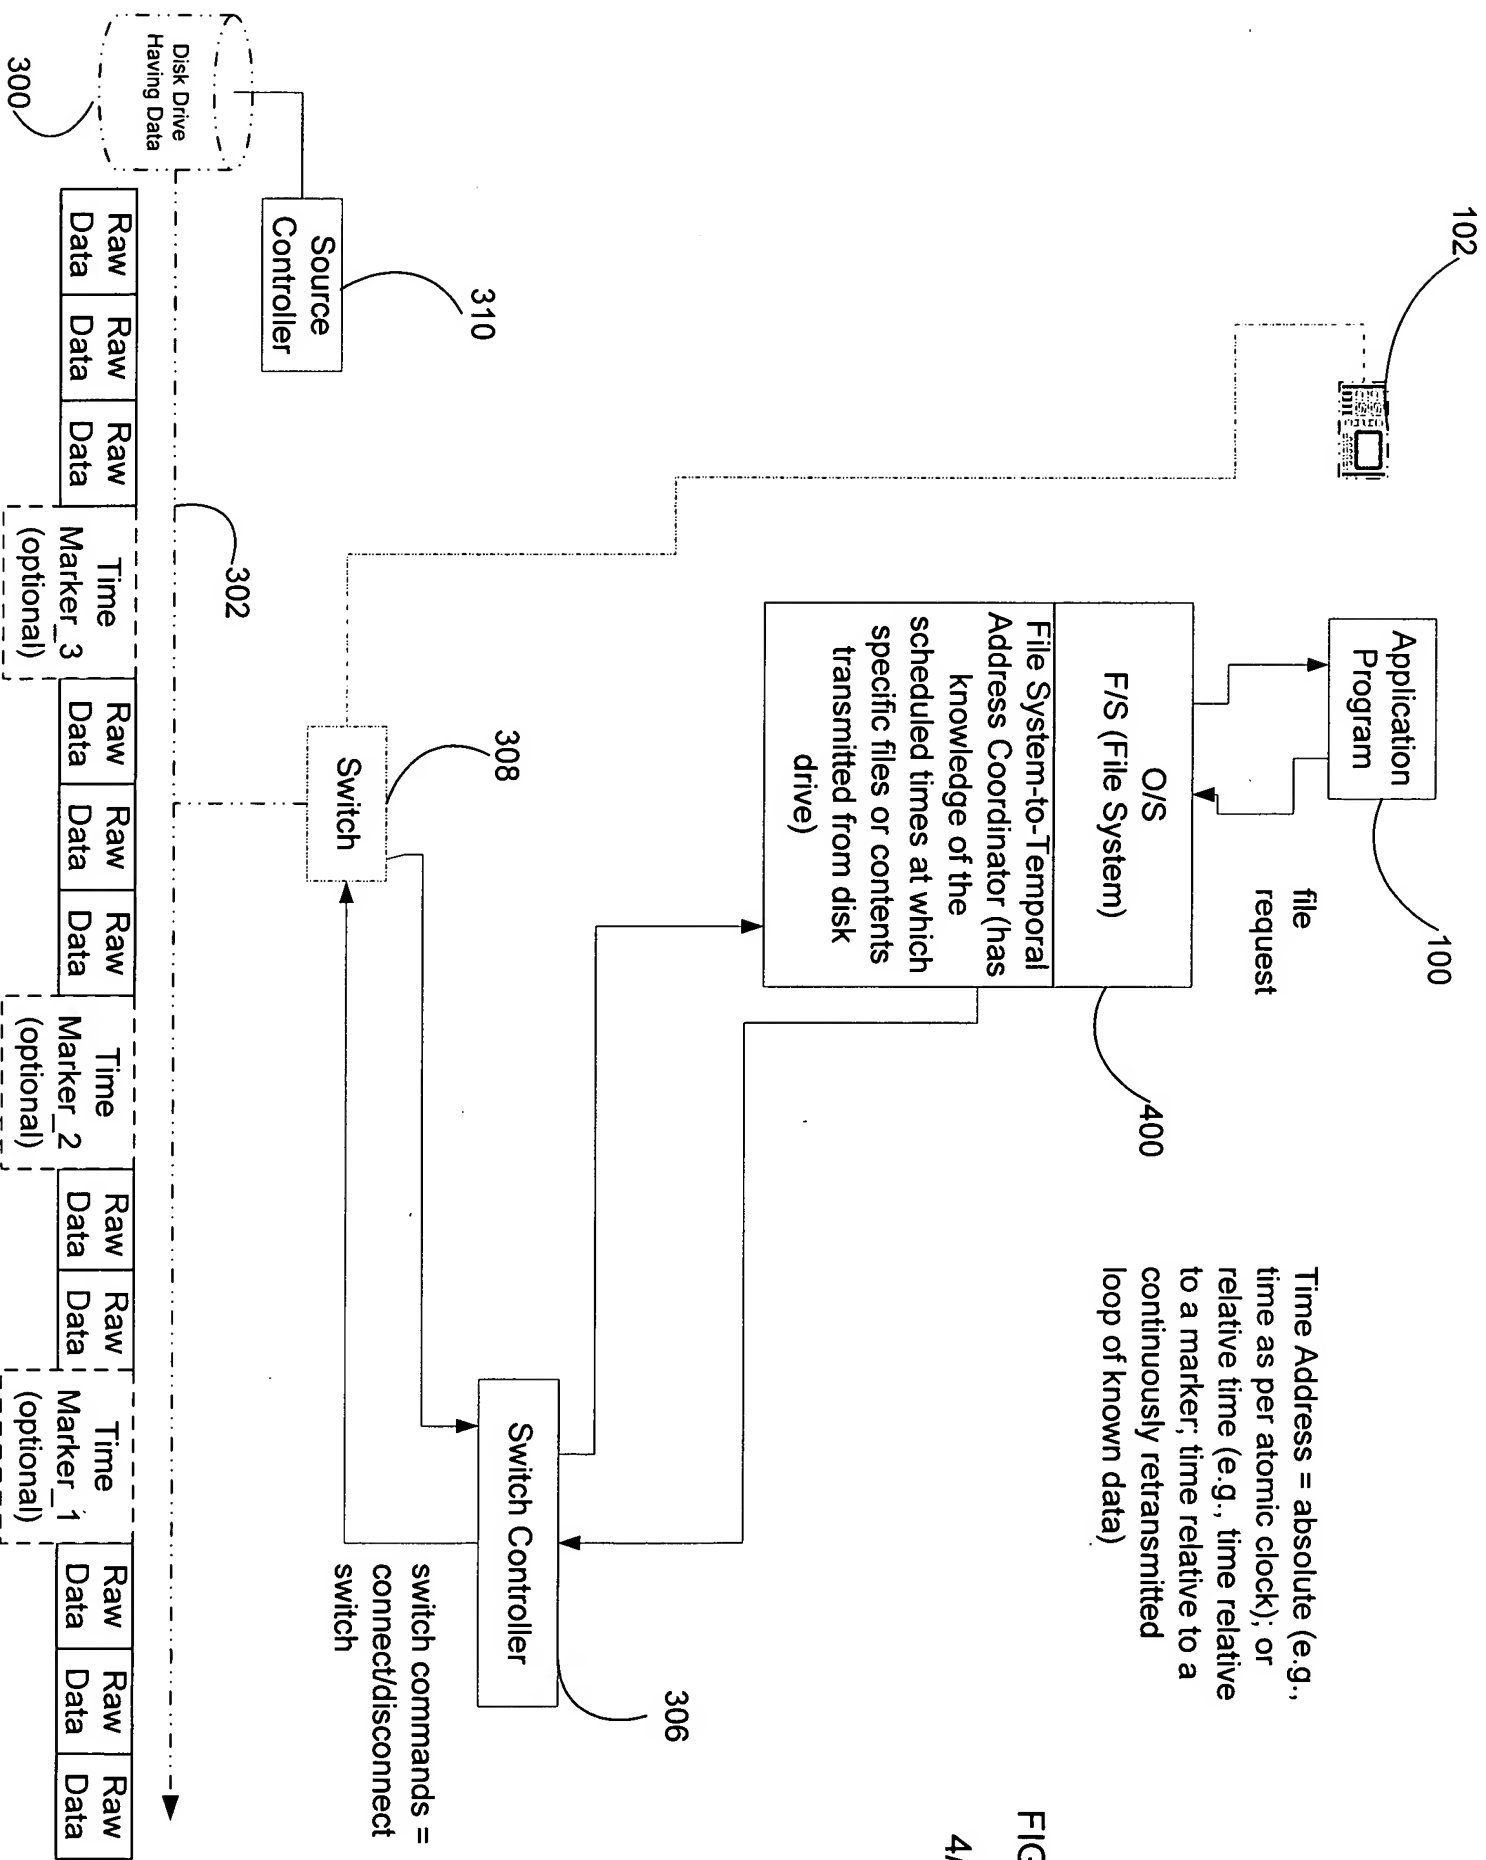 102
Application
Program
100
file
request
O/S
F/S (File System)
File System-to-Temporal
Address Coordinator (has
knowledge of the
scheduled times at which
specific files or contents
transmitted from disk
drive)
400
Time Address = absolute (e.g.,
time as per atomic clock); or
relative time (e.g., time relative
to a marker; time relative to a
continuously retransmitted
loop of known data)
FIG
4/
310
Source
Controller
308
Switch
Switch Controller
306
switch commands =
connect/disconnect
switch
Disk Drive
Having Data
300
302
Raw
Data
Raw
Data
Raw
Data
Time
Marker_3
(optional)
Raw
Data
Raw
Data
Raw
Data
Time
Marker_2
(optional)
Raw
Data
Raw
Data
Time
Marker_1
(optional)
Raw
Data
Raw
Data
Raw
Data